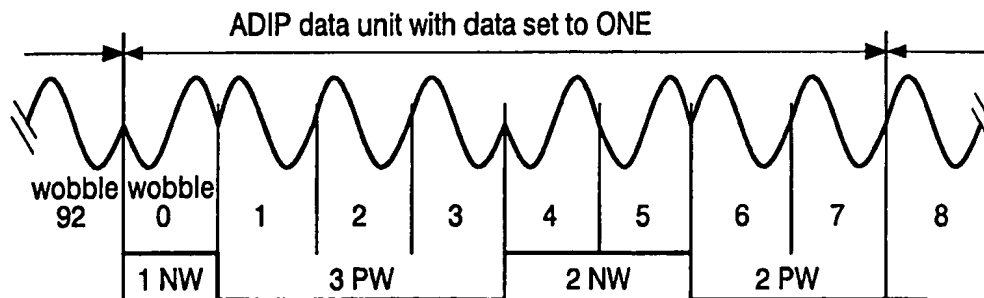 ADIP data unit with data set to ONE
wobble wobble
92 0 1 2 3 4 5 6 7 8
1 NW 3 PW 2 NW 2 PW